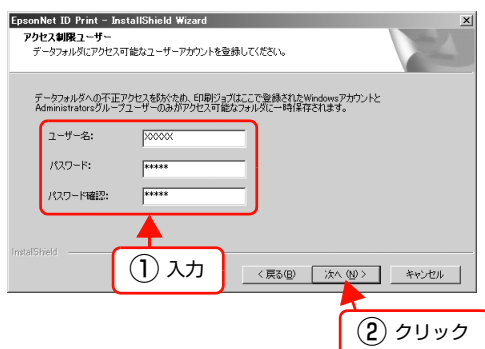 EpsonNet ID Print - InstallShield Wizard
アクセス制限ユーザー
データフォルダにアクセス可能なユーザーアカウントを登録してください。
データフォルダへの不正アクセスを防ぐため、印刷ジョブはここで登録されたWindowsアカウントと
Administratorsグループユーザーのみがアクセス可能なフォルダに一時保存されます。
ユーザー名: XXXXX
パスワード: *****
パスワード確認: *****
InstallShield
① 入力
< 戻る(B) 次へ (N) > キャンセル
② クリック